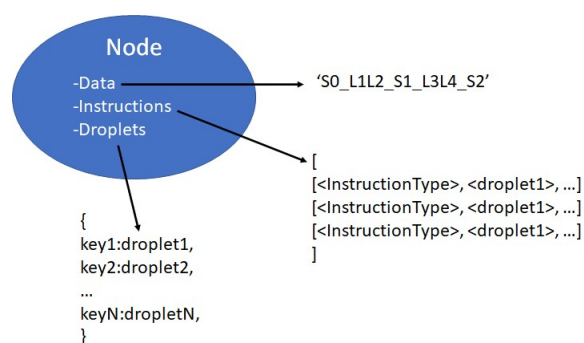 Node
-Data
-Instructions
-Droplets
‘S0_L1L2_S1_L3L4_S2’
[
[<InstructionType>, <droplet1>, …]
[<InstructionType>, <droplet1>, …]
[<InstructionType>, <droplet1>, …]
]
{
key1:droplet1,
key2:droplet2,
…
keyN:dropletN,
}